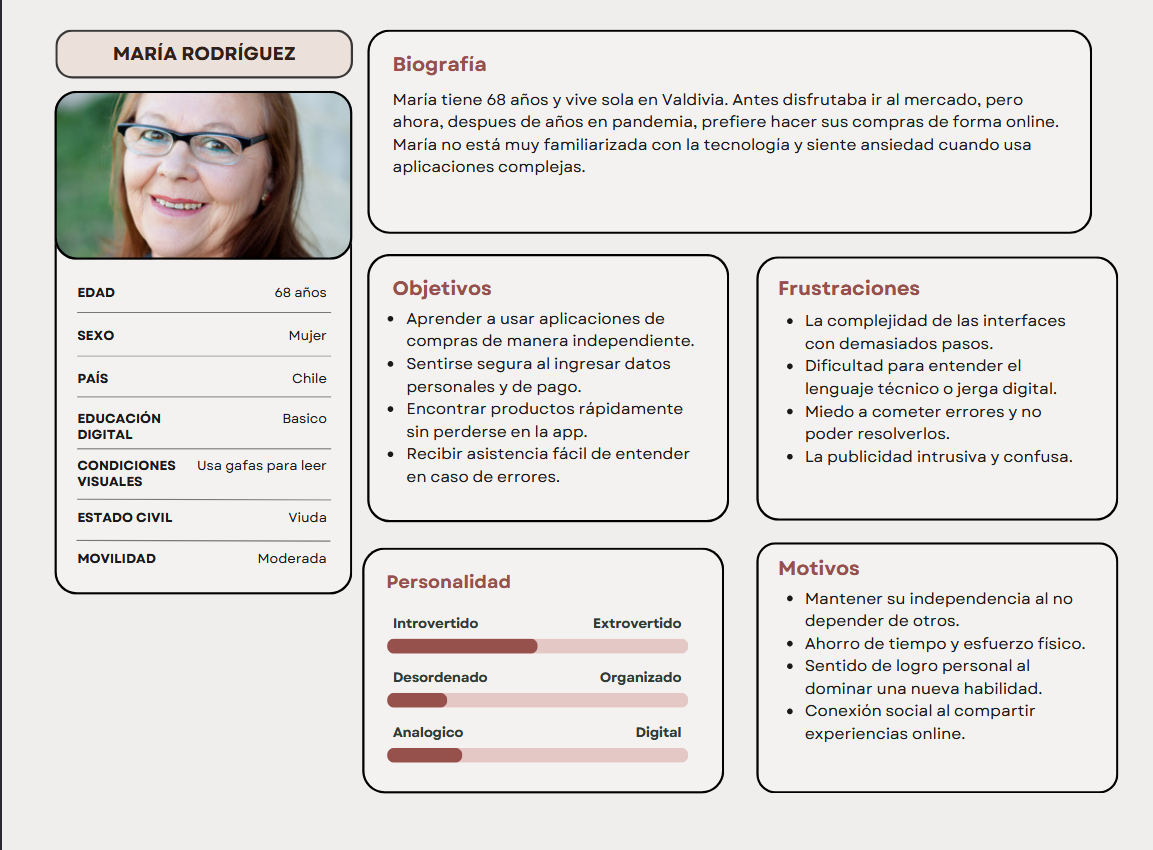 MARÍA RODRÍGUEZ
EDAD 68 años
SEXO Mujer
PAÍS Chile
EDUCACIÓN Basico
DIGITAL
CONDICIONES Usa gafas para leer
VISUALES
ESTADO CIVIL Viuda
MOVILIDAD Moderada
Biografia
María tiene 68 años y vive sola en Valdivia. Antes disfrutaba ir al mercado, pero
ahora, despues de años en pandemia, prefiere hacer sus compras de forma online.
María no está muy familiarizada con la tecnología y siente ansiedad cuando usa
aplicaciones complejas.
Objetivos
• Aprender a usar aplicaciones de
compras de manera independiente.
• Sentirse segura al ingresar datos
personales y de pago.
• Encontrar productos rápidamente
sin perderse en la app.
• Recibir asistencia fácil de entender
en caso de errores.
Frustraciones
• La complejidad de las interfaces
con demasiados pasos.
• Dificultad para entender el
lenguaje técnico o jerga digital.
• Miedo a cometer errores y no
poder resolverlos.
• La publicidad intrusiva y confusa.
Personalidad
Introvertido Extrovertido
Desordenado Organizado
Analogico Digital
Motivos
• Mantener su independencia al no
depender de otros.
• Ahorro de tiempo y esfuerzo físico.
• Sentido de logro personal al
dominar una nueva habilidad.
• Conexión social al compartir
experiencias online.